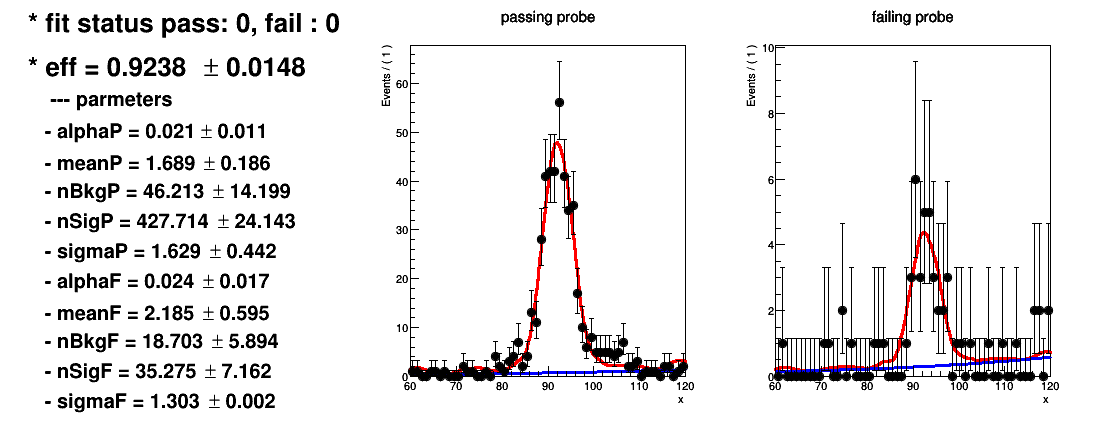 * fit status pass: 0, fail : 0
* eff = 0.9238 ± 0.0148
--- parmeters
- alphaP = 0.021 ± 0.011
- meanP = 1.689 ± 0.186
- nBkgP = 46.213 ± 14.199
- nSigP = 427.714 ± 24.143
- sigmaP = 1.629 ± 0.442
- alphaF = 0.024 ± 0.017
- meanF = 2.185 ± 0.595
- nBkgF = 18.703 ± 5.894
- nSigF = 35.275 ± 7.162
- sigmaF = 1.303 ± 0.002
passing probe
Events / ( 1 )
60
50
40
30
20
10
0
60 70 80 90 100 110 120
x
failing probe
Events / ( 1 )
10
8
6
4
2
0
60 70 80 90 100 110 120
x